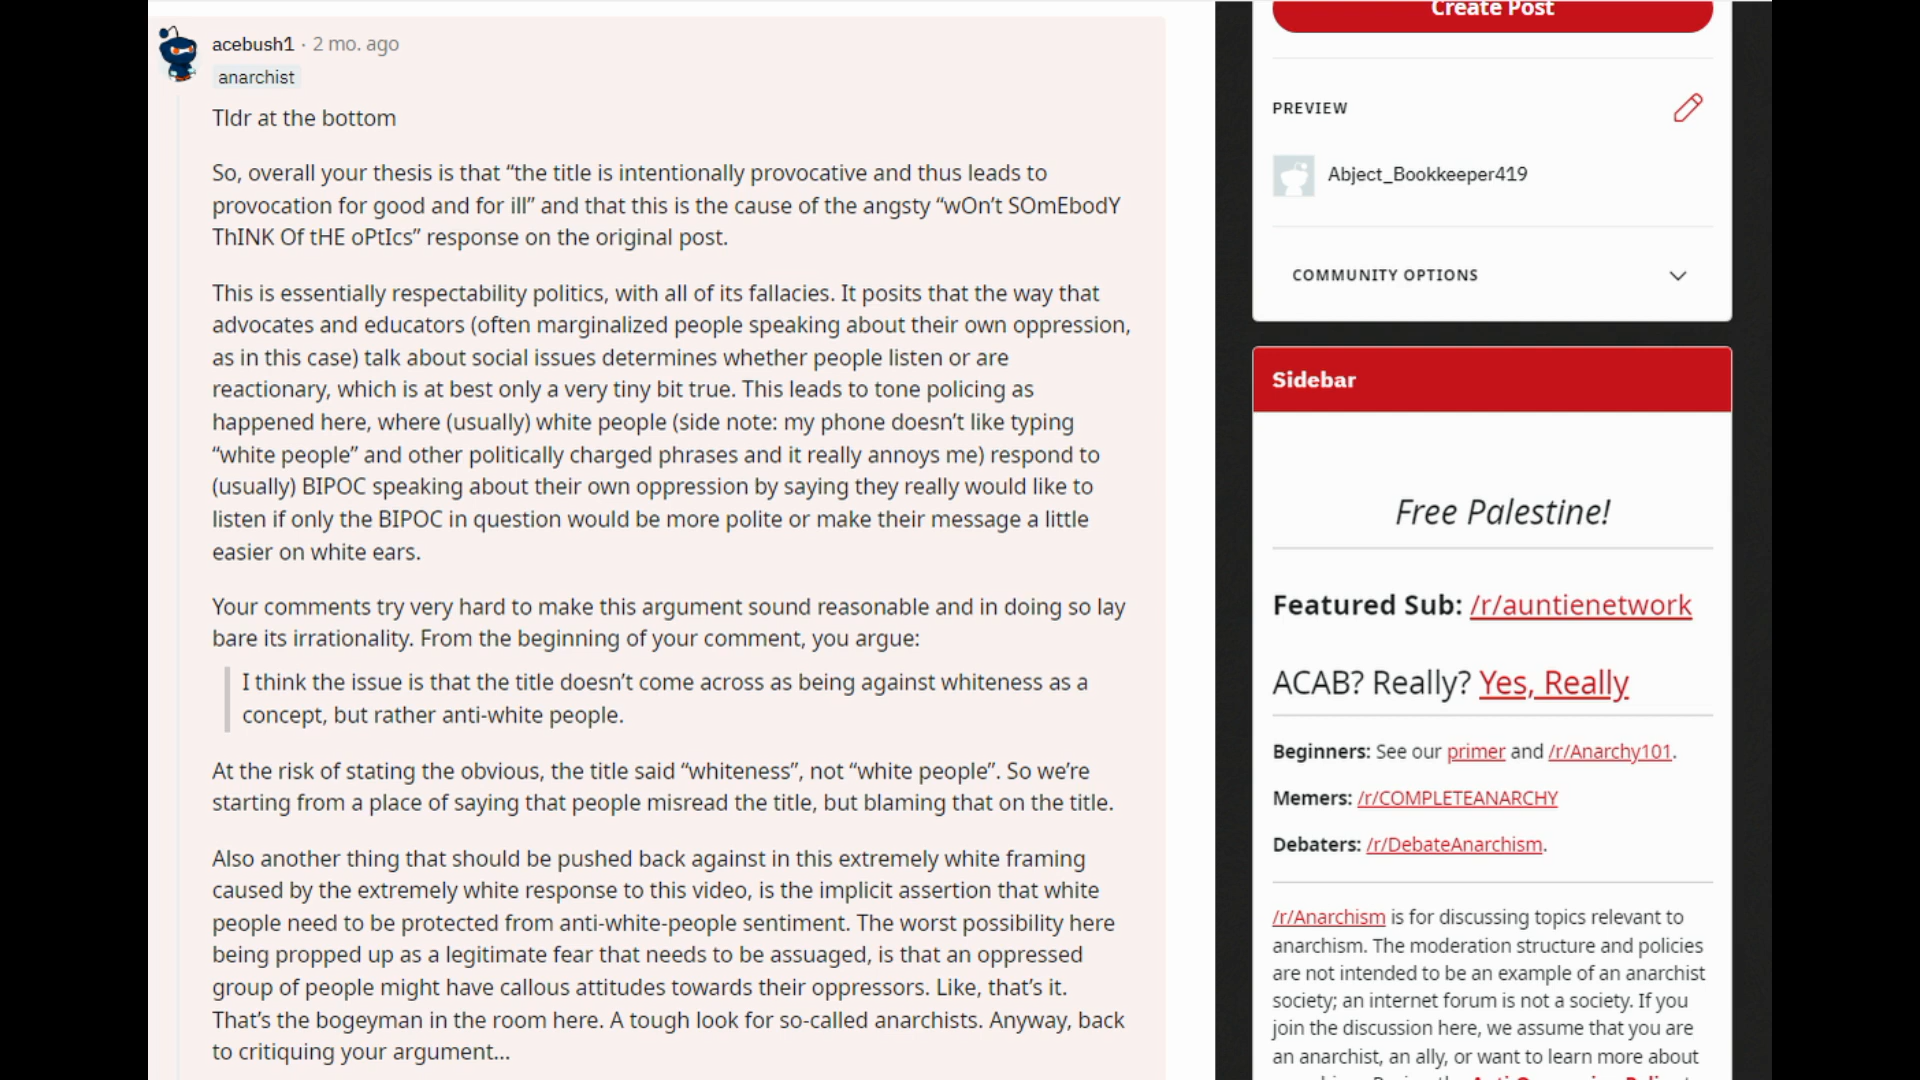 acebush1 · 2 mo. ago
anarchist
Tldr at the bottom
So, overall your thesis is that “the title is intentionally provocative and thus leads to
provocation for good and for ill” and that this is the cause of the angsty “wOn’t SOmEbodY
ThINK Of tHE oPtIcs” response on the original post.
This is essentially respectability politics, with all of its fallacies. It posits that the way that
advocates and educators (often marginalized people speaking about their own oppression,
as in this case) talk about social issues determines whether people listen or are
reactionary, which is at best only a very tiny bit true. This leads to tone policing as
happened here, where (usually) white people (side note: my phone doesn’t like typing
“white people” and other politically charged phrases and it really annoys me) respond to
(usually) BIPOC speaking about their own oppression by saying they really would like to
listen if only the BIPOC in question would be more polite or make their message a little
easier on white ears.
Your comments try very hard to make this argument sound reasonable and in doing so lay
bare its irrationality. From the beginning of your comment, you argue:
I think the issue is that the title doesn’t come across as being against whiteness as a
concept, but rather anti-white people.
At the risk of stating the obvious, the title said “whiteness”, not “white people”. So we’re
starting from a place of saying that people misread the title, but blaming that on the title.
Also another thing that should be pushed back against in this extremely white framing
caused by the extremely white response to this video, is the implicit assertion that white
people need to be protected from anti-white-people sentiment. The worst possibility here
being propped up as a legitimate fear that needs to be assuaged, is that an oppressed
group of people might have callous attitudes towards their oppressors. Like, that’s it.
That’s the bogeyman in the room here. A tough look for so-called anarchists. Anyway, back
to critiquing your argument...
Create Post
PREVIEW
Abject_Bookkeeper419
COMMUNITY OPTIONS
Sidebar
Free Palestine!
Featured Sub: /r/auntienetwork
ACAB? Really? Yes, Really
Beginners: See our primer and /r/Anarchy101.
Memers: /r/COMPLETEANARCHY
Debaters: /r/DebateAnarchism.
/r/Anarchism is for discussing topics relevant to
anarchism. The moderation structure and policies
are not intended to be an example of an anarchist
society; an internet forum is not a society. If you
join the discussion here, we assume that you are
an anarchist, an ally, or want to learn more about